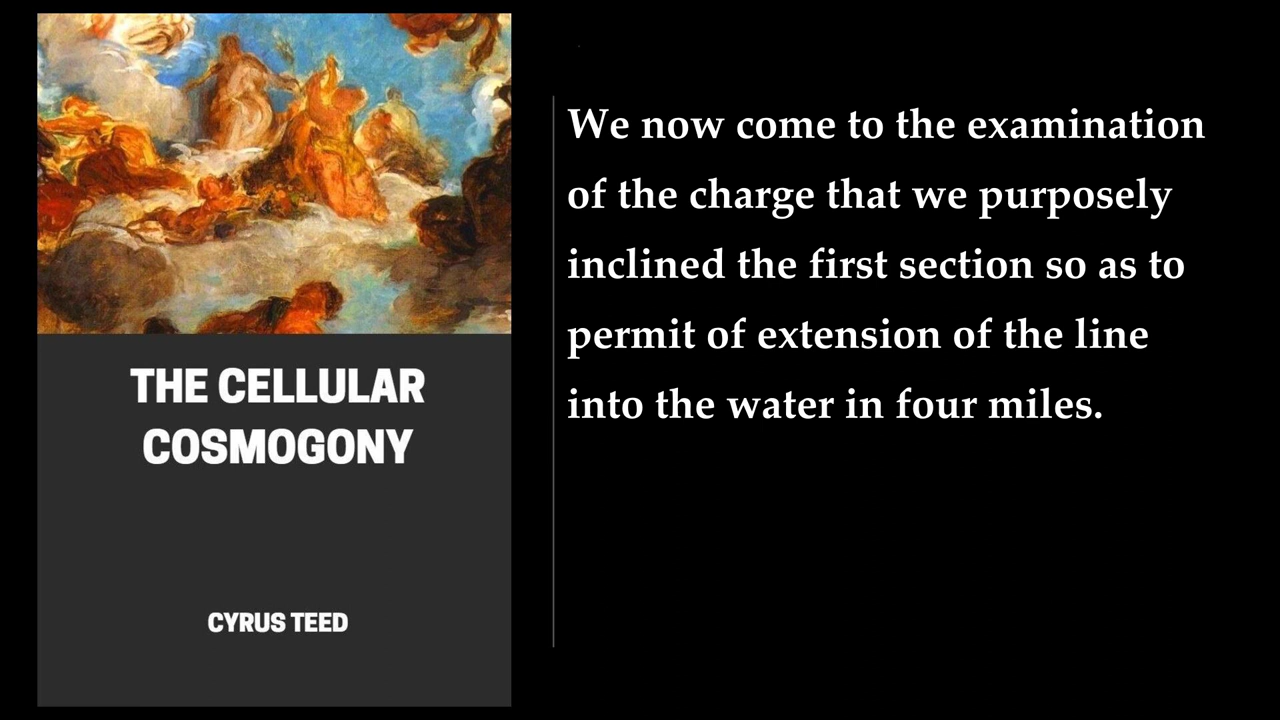 THE CELLULAR
COSMOGONY
CYRUS TEED
We now come to the examination
of the charge that we purposely
inclined the first section so as to
permit of extension of the line
into the water in four miles.